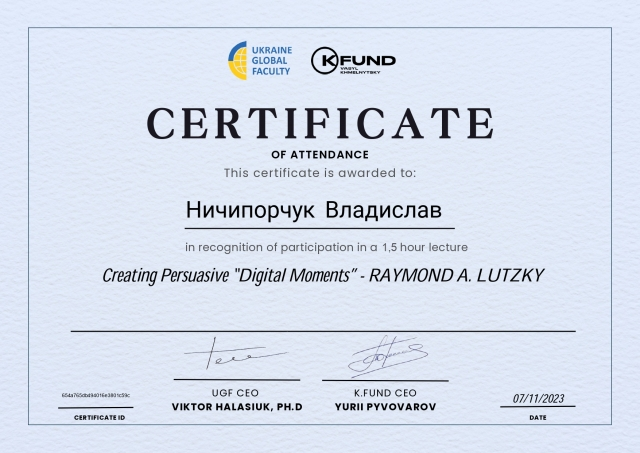 UKRAINE
GLOBAL
FACULTY
K FUND
VASYL
KHMELNYTSKY
CERTIFICATE
OF ATTENDANCE
This certificate is awarded to:
Ничипорчук Владислав
in recognition of participation in a 1,5 hour lecture
Creating Persuasive "Digital Moments" - RAYMOND A. LUTZKY
UGF CEO
VIKTOR HALASIUK, PH.D
K.FUND CEO
YURII PYVOVAROV
CERTIFICATE ID
07/11/2023
DATE